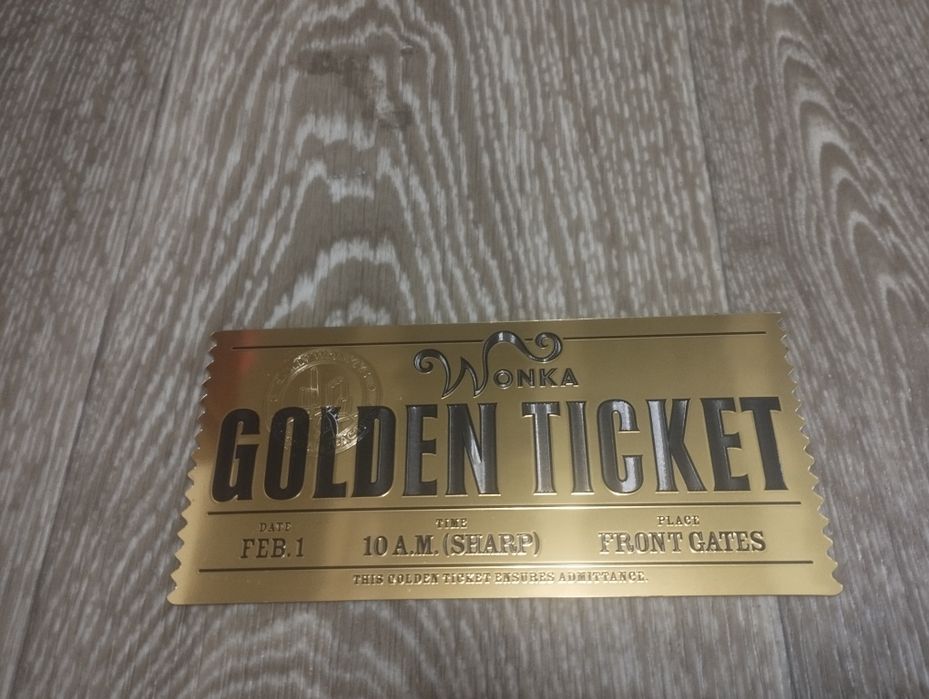 WONKA
GOLDEN TICKET
DATE TIME PLACE
FEB. 1 10 A.M. (SHARP) FRONT GATES
THIS GOLDEN TICKET ENSURES ADMITTANCE.